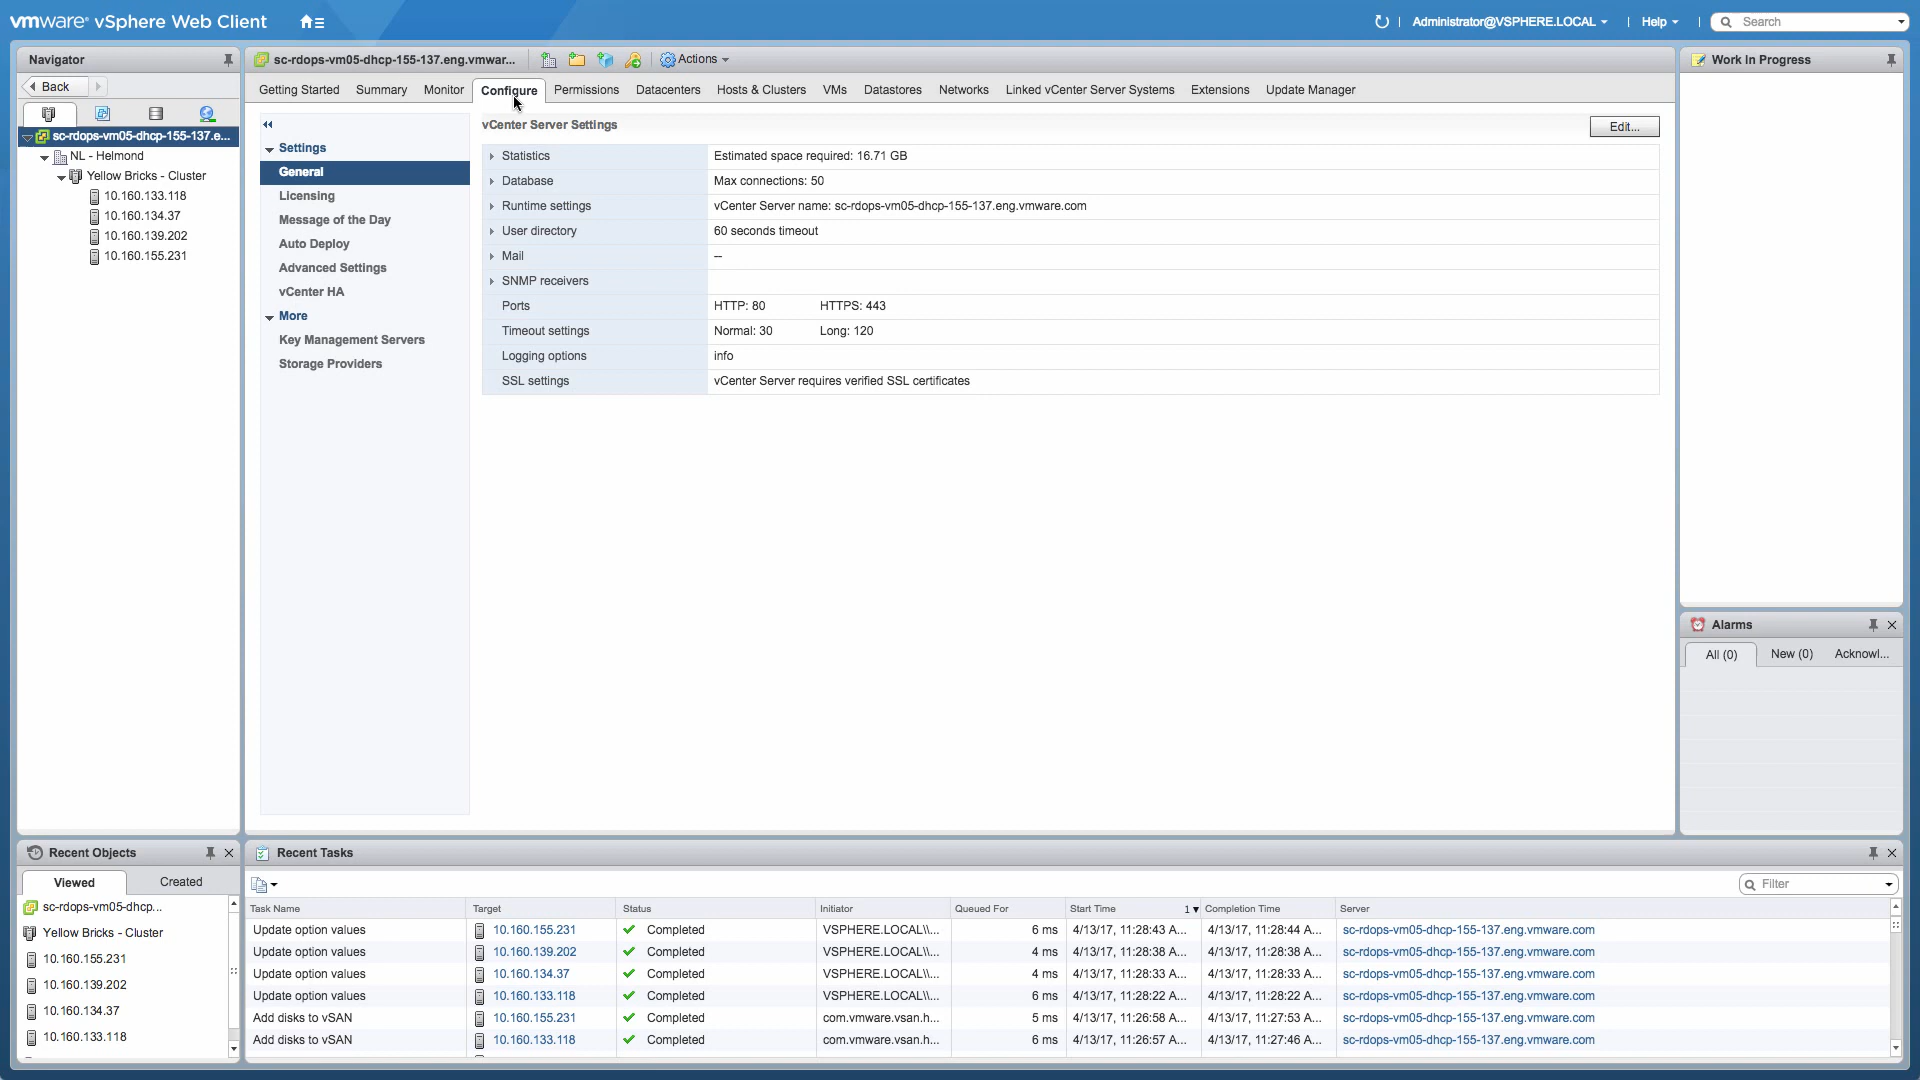 vmware® vSphere Web Client
Administrator@VSPHERE.LOCAL
Help
Search
Navigator
Back
sc-rdops-vm05-dhcp-155-137.e...
NL - Helmond
Yellow Bricks - Cluster
10.160.133.118
10.160.134.37
10.160.139.202
10.160.155.231
sc-rdops-vm05-dhcp-155-137.eng.vmwar...
Actions
Getting Started Summary Monitor Configure Permissions Datacenters Hosts & Clusters VMs Datastores Networks Linked vCenter Server Systems Extensions Update Manager
Settings
General
Licensing
Message of the Day
Auto Deploy
Advanced Settings
vCenter HA
More
Key Management Servers
Storage Providers
vCenter Server Settings
Edit...
Statistics Estimated space required: 16.71 GB
Database Max connections: 50
Runtime settings vCenter Server name: sc-rdops-vm05-dhcp-155-137.eng.vmware.com
User directory 60 seconds timeout
Mail --
SNMP receivers
Ports HTTP: 80 HTTPS: 443
Timeout settings Normal: 30 Long: 120
Logging options info
SSL settings vCenter Server requires verified SSL certificates
Work In Progress
Alarms
All (0) New (0) Acknowl...
Recent Objects
Viewed Created
sc-rdops-vm05-dhcp...
Yellow Bricks - Cluster
10.160.155.231
10.160.139.202
10.160.134.37
10.160.133.118
Recent Tasks
Filter
Task Name Target Status Initiator Queued For Start Time 1 Completion Time Server
Update option values 10.160.155.231 Completed VSPHERE.LOCAL\\... 6 ms 4/13/17, 11:28:43 A... 4/13/17, 11:28:44 A... sc-rdops-vm05-dhcp-155-137.eng.vmware.com
Update option values 10.160.139.202 Completed VSPHERE.LOCAL\\... 4 ms 4/13/17, 11:28:38 A... 4/13/17, 11:28:38 A... sc-rdops-vm05-dhcp-155-137.eng.vmware.com
Update option values 10.160.134.37 Completed VSPHERE.LOCAL\\... 4 ms 4/13/17, 11:28:33 A... 4/13/17, 11:28:33 A... sc-rdops-vm05-dhcp-155-137.eng.vmware.com
Update option values 10.160.133.118 Completed VSPHERE.LOCAL\\... 6 ms 4/13/17, 11:28:22 A... 4/13/17, 11:28:22 A... sc-rdops-vm05-dhcp-155-137.eng.vmware.com
Add disks to vSAN 10.160.155.231 Completed com.vmware.vsan.h... 5 ms 4/13/17, 11:26:58 A... 4/13/17, 11:27:53 A... sc-rdops-vm05-dhcp-155-137.eng.vmware.com
Add disks to vSAN 10.160.133.118 Completed com.vmware.vsan.h... 6 ms 4/13/17, 11:26:57 A... 4/13/17, 11:27:46 A... sc-rdops-vm05-dhcp-155-137.eng.vmware.com